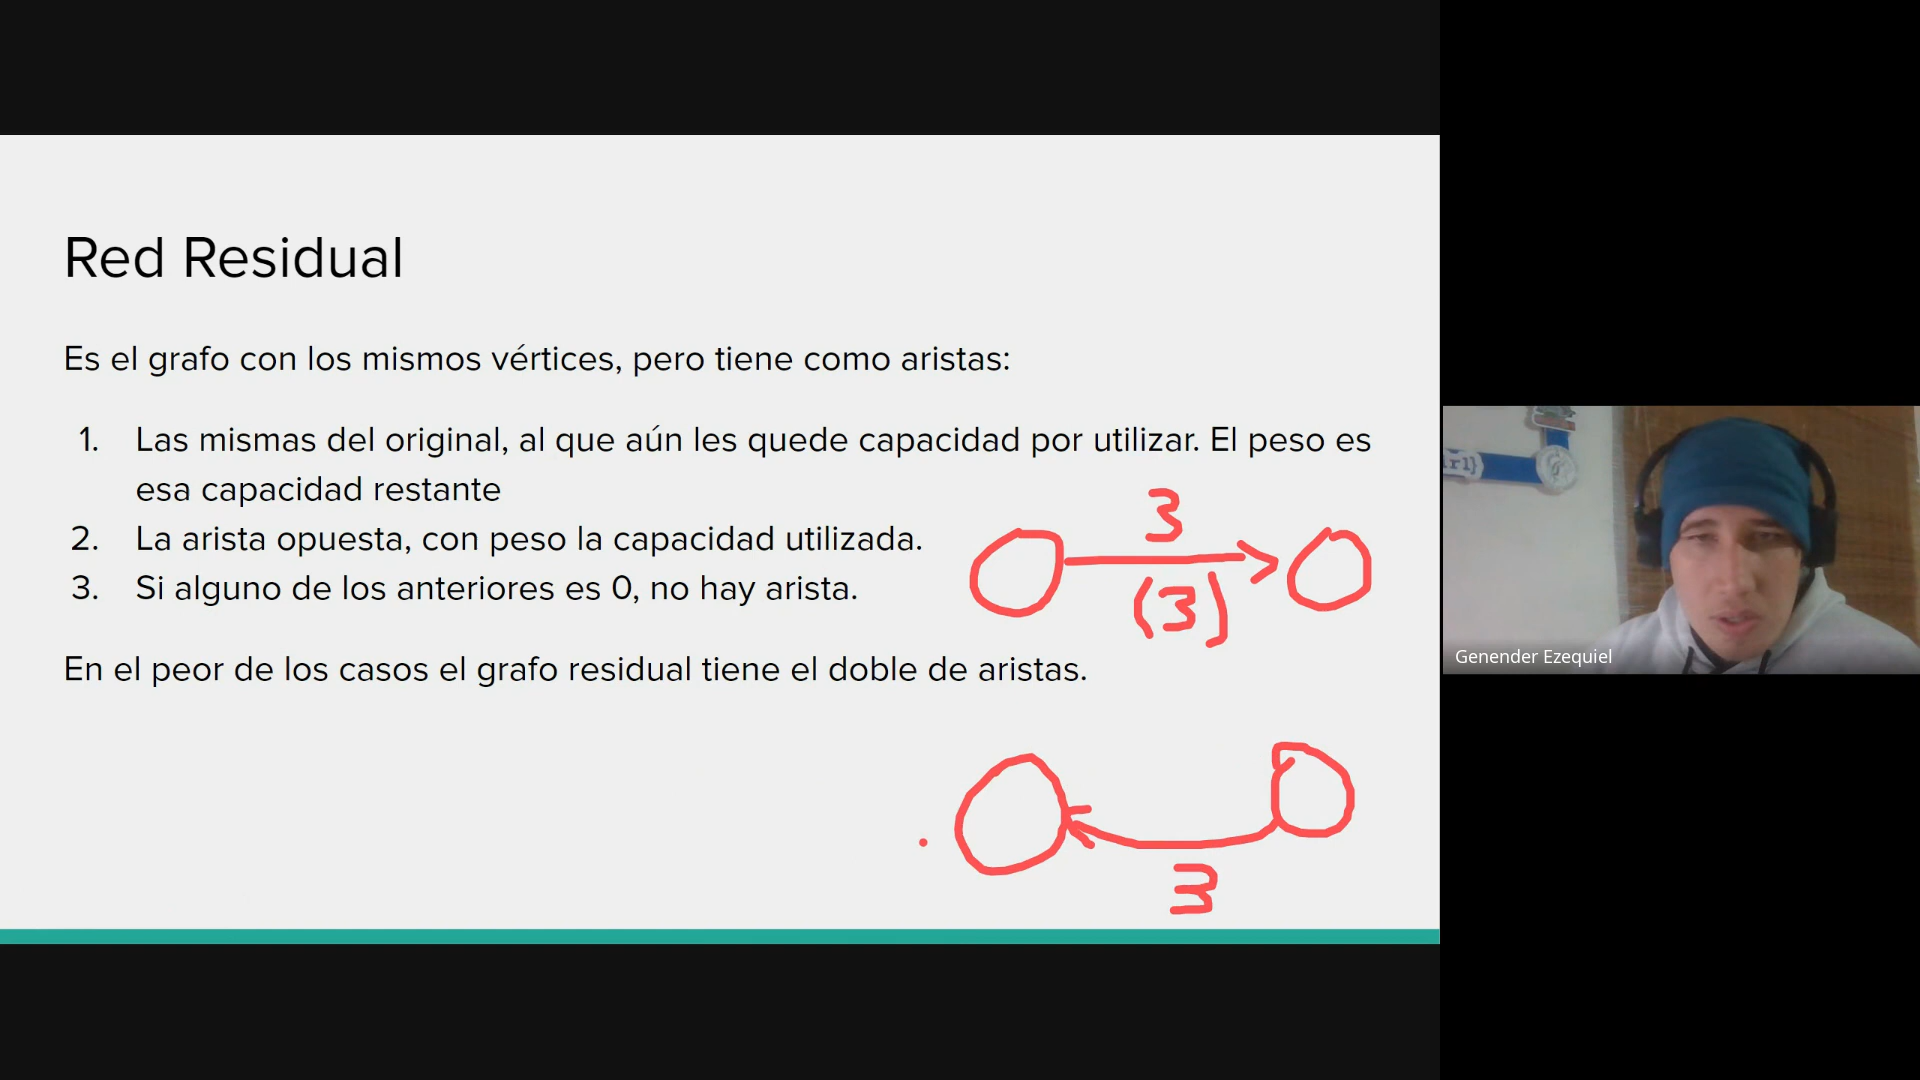 Red Residual
Es el grafo con los mismos vértices, pero tiene como aristas:
1. Las mismas del original, al que aún les quede capacidad por utilizar. El peso es
esa capacidad restante
2. La arista opuesta, con peso la capacidad utilizada.
3. Si alguno de los anteriores es 0, no hay arista.
3
(3)
En el peor de los casos el grafo residual tiene el doble de aristas.
3
Genender Ezequiel